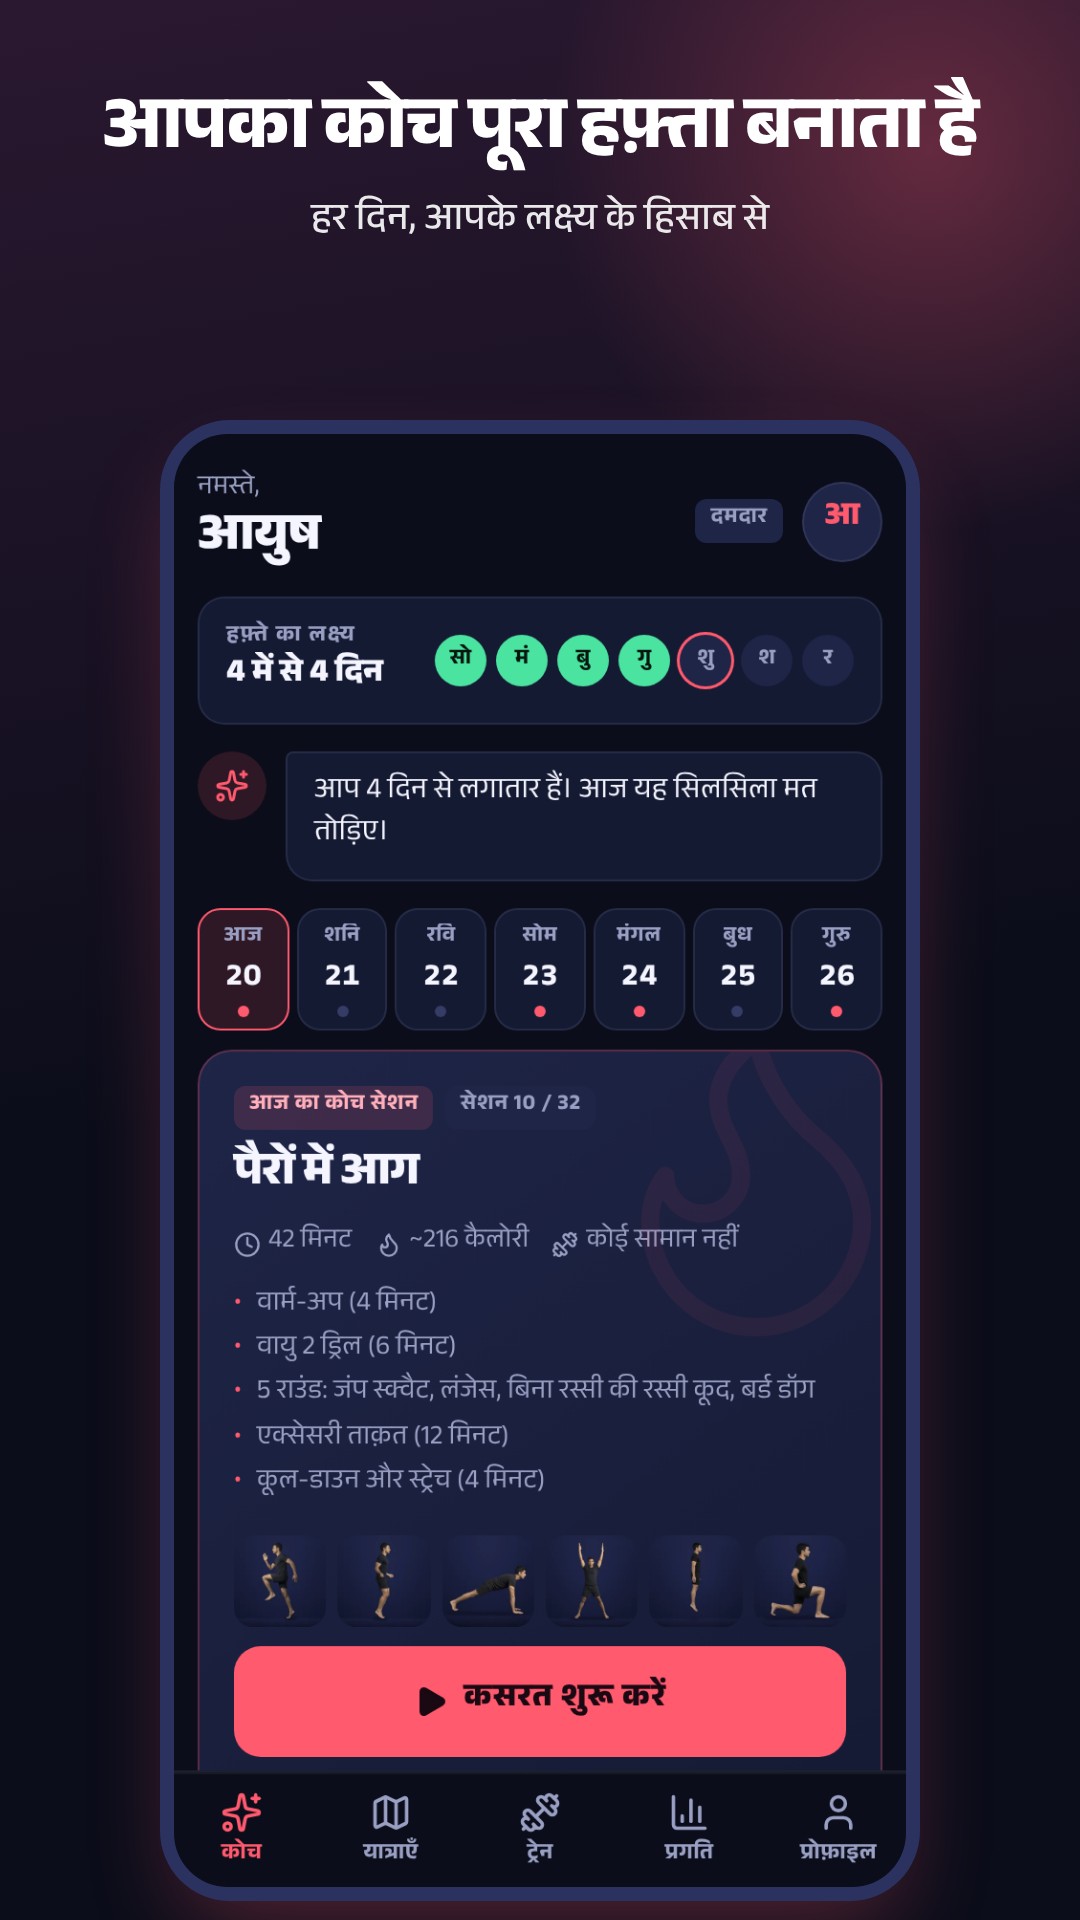 आपका कोच पूरा हफ़्ता बनाता है
हर दिन, आपके लक्ष्य के हिसाब से
नमस्ते,
आयुष
दमदार
आ
हफ़्ते का लक्ष्य
4 में से 4 दिन
सो मं बु गु शु श र
आप 4 दिन से लगातार हैं। आज यह सिलसिला मत
तोड़िए।
आज शनि रवि सोम मंगल बुध गुरु
20 21 22 23 24 25 26
आज का कोच सेशन सेशन 10 / 32
पैरों में आग
42 मिनट ~216 कैलोरी कोई सामान नहीं
• वार्म-अप (4 मिनट)
• वायु 2 ड्रिल (6 मिनट)
• 5 राउंड: जंप स्क्वैट, लंजेस, बिना रस्सी की रस्सी कूद, बर्ड डॉग
• एक्सेसरी ताक़त (12 मिनट)
• कूल-डाउन और स्ट्रेच (4 मिनट)
कसरत शुरू करें
कोच यात्राएँ ट्रेन प्रगति प्रोफ़ाइल